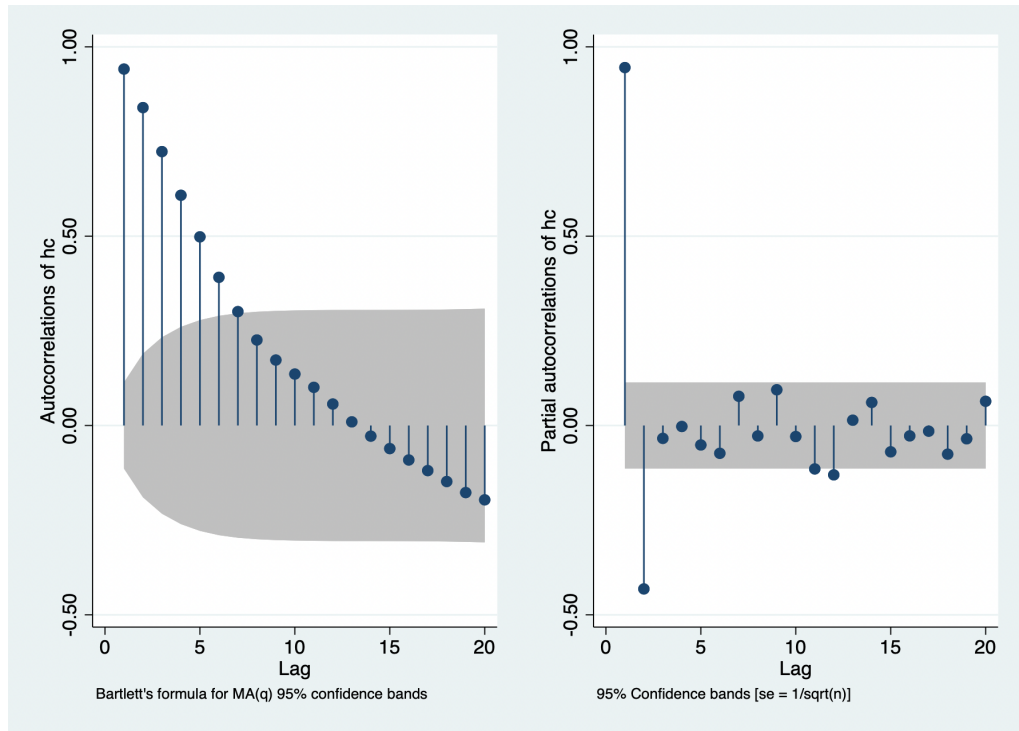 Autocorrelations of hc
1.00
0.50
0.00
-0.50
0 5 10 15 20
Lag
Bartlett's formula for MA(q) 95% confidence bands
Partial autocorrelations of hc
1.00
0.50
0.00
-0.50
0 5 10 15 20
Lag
95% Confidence bands [se = 1/sqrt(n)]